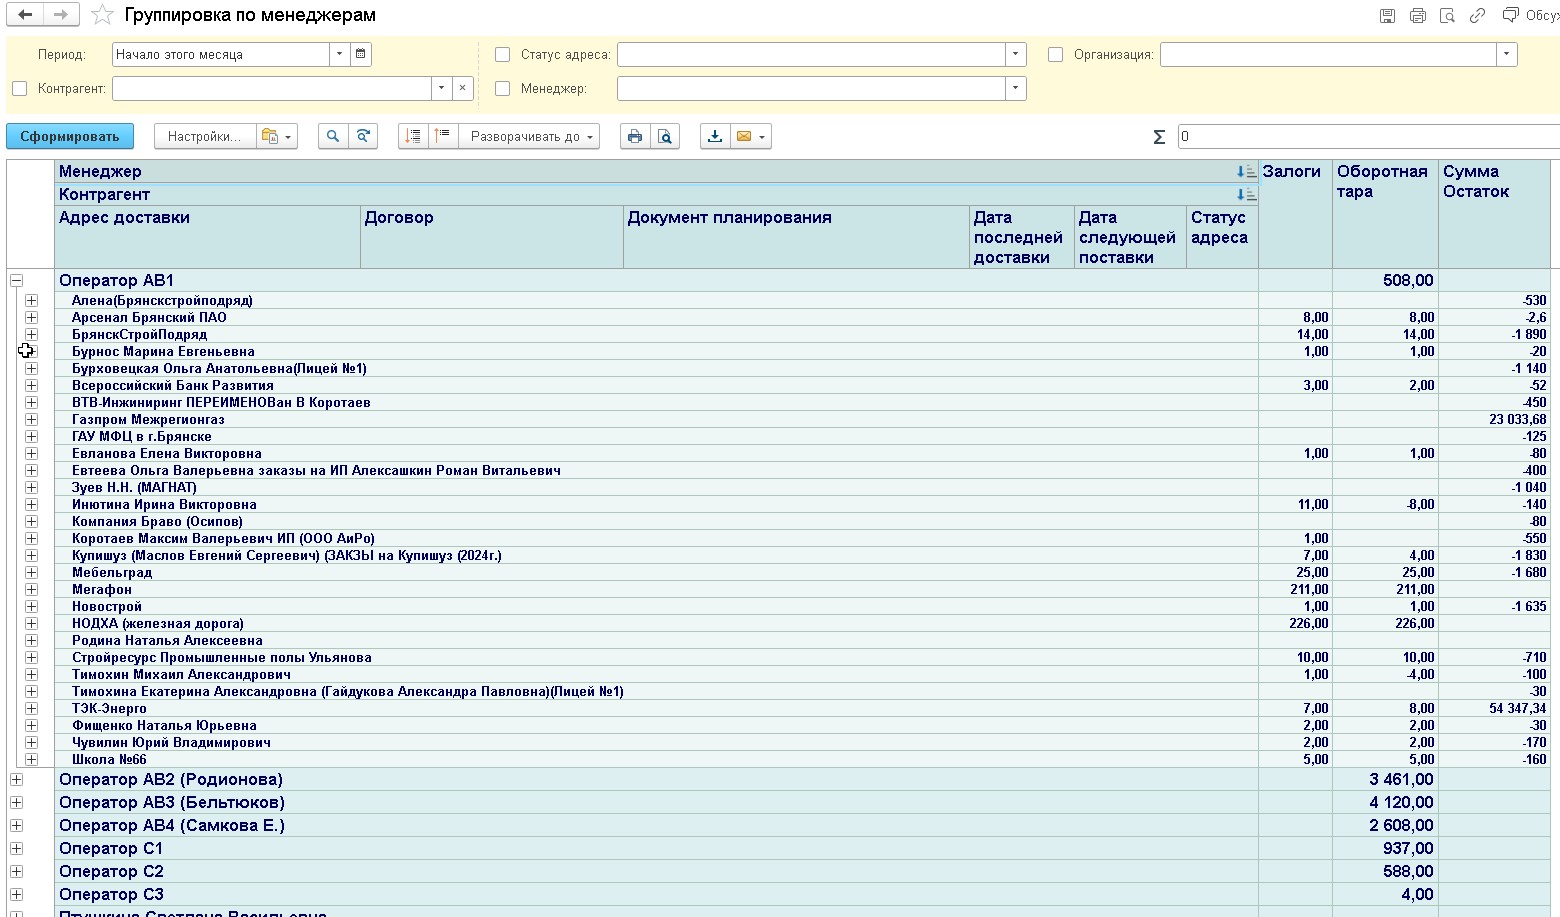 Группировка по менеджерам
Обсу
Период: Начало этого месяца Статус адреса: Организация:
Контрагент: Менеджер:
Сформировать Настройки... Разворачивать до Σ 0
Менеджер Залоги Оборотная тара Сумма Остаток
Контрагент
Адрес доставки Договор Документ планирования Дата последней доставки Дата следующей поставки Статус адреса
Оператор АВ1 508,00
Алена(Брянскстройподряд) -530
Арсенал Брянский ПАО 8,00 8,00 -2,6
БрянскСтройПодряд 14,00 14,00 -1 890
Бурнос Марина Евгеньевна 1,00 1,00 -20
Бурховецкая Ольга Анатольевна(Лицей №1) -1 140
Всероссийский Банк Развития 3,00 2,00 -52
ВТВ-Инжиниринг ПЕРЕИМЕНОВан В Коротаев -450
Газпром Межрегионгаз 23 033,68
ГАУ МФЦ в г.Брянске -125
Евланова Елена Викторовна 1,00 1,00 -80
Евтеева Ольга Валерьевна заказы на ИП Алексашкин Роман Витальевич -400
Зуев Н.Н. (МАГНАТ) -1 040
Инютина Ирина Викторовна 11,00 -8,00 -140
Компания Браво (Осипов) -80
Коротаев Максим Валерьевич ИП (ООО АиРо) 1,00 -550
Купишуз (Маслов Евгений Сергеевич) (ЗАКЗЫ на Купишуз (2024г.) 7,00 4,00 -1 830
Мебельград 25,00 25,00 -1 680
Мегафон 211,00 211,00
Новострой 1,00 1,00 -1 635
НОДХА (железная дорога) 226,00 226,00
Родина Наталья Алексеевна
Стройресурс Промышленные полы Ульянова 10,00 10,00 -710
Тимохин Михаил Александрович 1,00 -4,00 -100
Тимохина Екатерина Александровна (Гайдукова Александра Павловна)(Лицей №1) -30
ТЭК-Энерго 7,00 8,00 54 347,34
Фищенко Наталья Юрьевна 2,00 2,00 -30
Чувилин Юрий Владимирович 2,00 2,00 -170
Школа №66 5,00 5,00 -160
Оператор АВ2 (Родионова) 3 461,00
Оператор АВ3 (Бельтюков) 4 120,00
Оператор АВ4 (Самкова Е.) 2 608,00
Оператор С1 937,00
Оператор С2 588,00
Оператор С3 4,00
Птушкина Светлана Васильевна